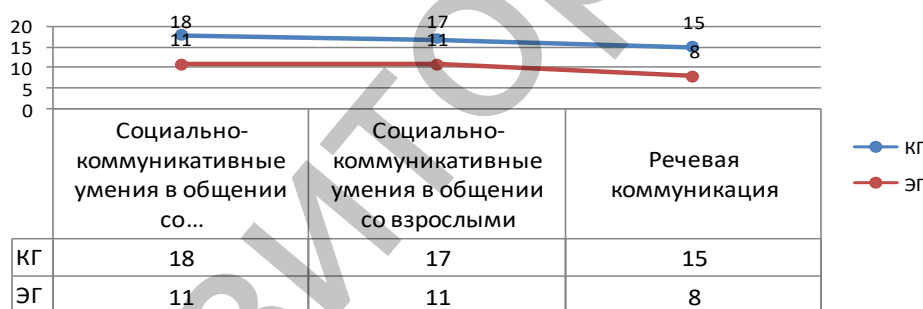 20
15
10
5
0
18
17
15
11
11
8
Социально-
коммуникативные
умения в общении
со…
Социально-
коммуникативные
умения в общении
со взрослыми
Речевая
коммуникация
КГ
ЭГ
КГ 18 17 15
ЭГ 11 11 8